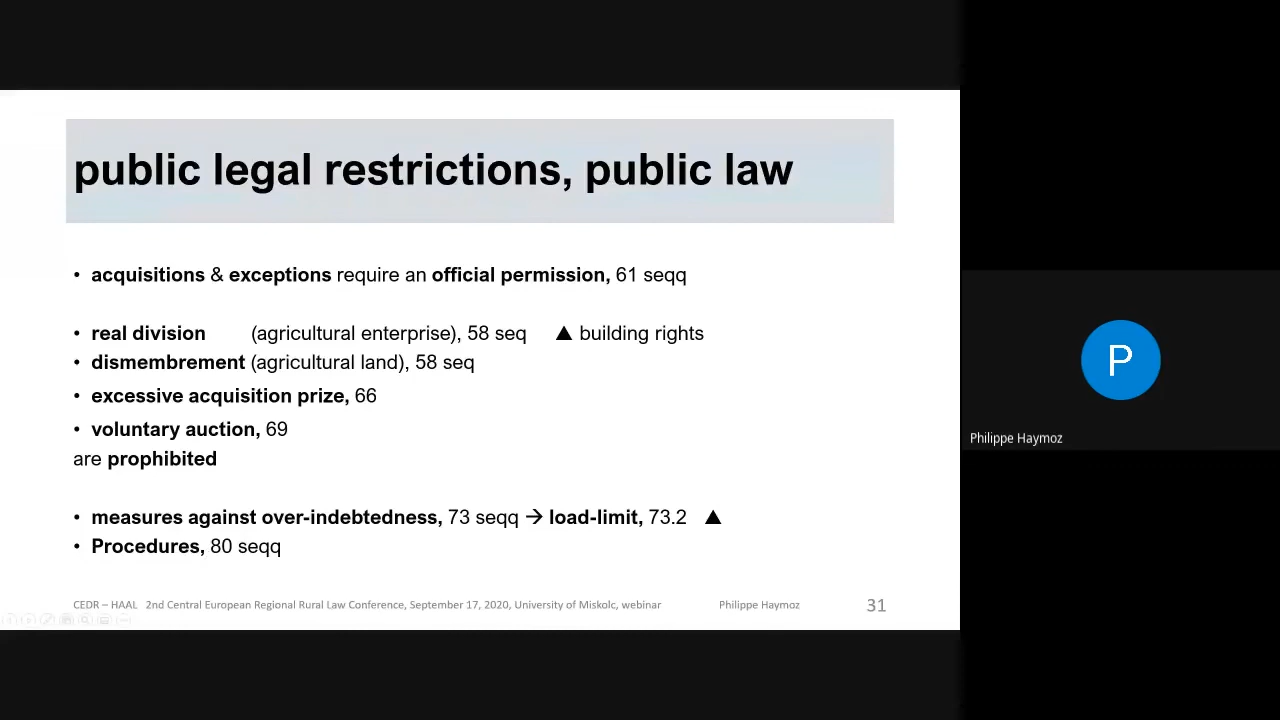 public legal restrictions, public law
• acquisitions & exceptions require an official permission, 61 seqq
• real division (agricultural enterprise), 58 seq ▲ building rights
• dismembrement (agricultural land), 58 seq
• excessive acquisition prize, 66
• voluntary auction, 69
are prophibited
• measures against over-indebtedness, 73 seqq → load-limit, 73.2 ▲
• Procedures, 80 seqq
CEDR – HAAL 2nd Central European Regional Rural Law Conference, September 17, 2020, University of Miskolc, webinar Philippe Haymoz 31
P
Philippe Haymoz